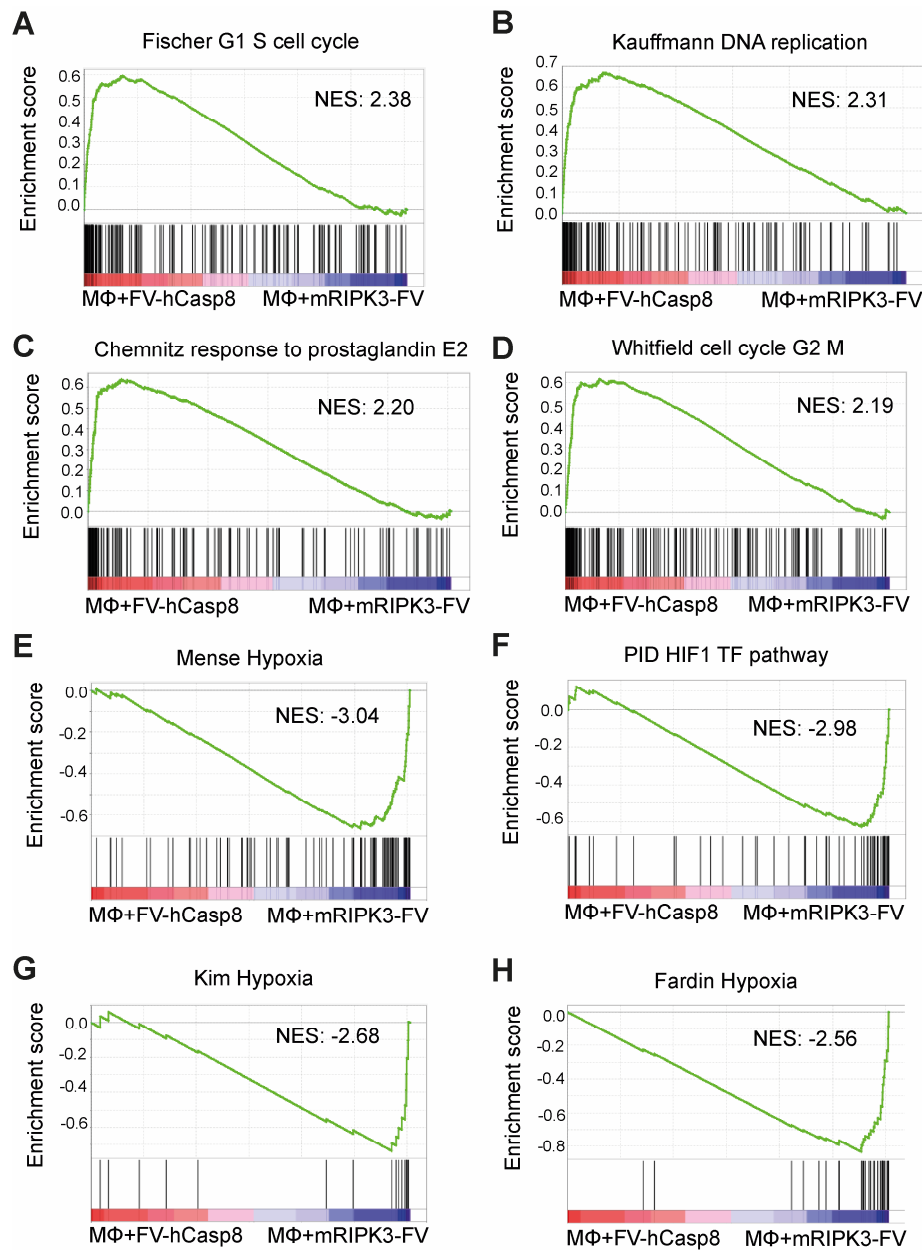 A
Fischer G1 S cell cycle
Enrichment score
0.6
0.5
0.4
0.3
0.2
0.1
0.0
NES: 2.38
MΦ+FV-hCasp8 MΦ+mRIPK3-FV
B
Kauffmann DNA replication
Enrichment score
0.7
0.6
0.5
0.4
0.3
0.2
0.1
0.0
NES: 2.31
MΦ+FV-hCasp8 MΦ+mRIPK3-FV
C
Chemnitz response to prostaglandin E2
Enrichment score
0.6
0.5
0.4
0.3
0.2
0.1
0.0
NES: 2.20
MΦ+FV-hCasp8 MΦ+mRIPK3-FV
D
Whitfield cell cycle G2 M
Enrichment score
0.6
0.5
0.4
0.3
0.2
0.1
0.0
NES: 2.19
MΦ+FV-hCasp8 MΦ+mRIPK3-FV
E
Mense Hypoxia
Enrichment score
0.0
-0.2
-0.4
-0.6
NES: -3.04
MΦ+FV-hCasp8 MΦ+mRIPK3-FV
F
PID HIF1 TF pathway
Enrichment score
0.0
-0.2
-0.4
-0.6
NES: -2.98
MΦ+FV-hCasp8 MΦ+mRIPK3-FV
G
Kim Hypoxia
Enrichment score
0.0
-0.2
-0.4
-0.6
NES: -2.68
MΦ+FV-hCasp8 MΦ+mRIPK3-FV
H
Fardin Hypoxia
Enrichment score
0.0
-0.2
-0.4
-0.6
-0.8
NES: -2.56
MΦ+FV-hCasp8 MΦ+mRIPK3-FV